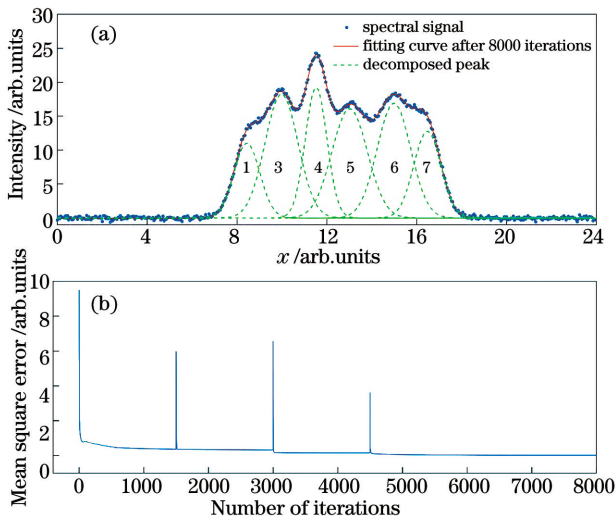 (a)
spectral signal
fitting curve after 8000 iterations
decomposed peak
Intensity /arb.units
30
25
20
15
10
5
0
1 3 4 5 6 7
0 4 8 12 16 20 24
x /arb.units
(b)
Mean square error /arb.units
10
8
6
4
2
0
0 1000 2000 3000 4000 5000 6000 7000 8000
Number of iterations